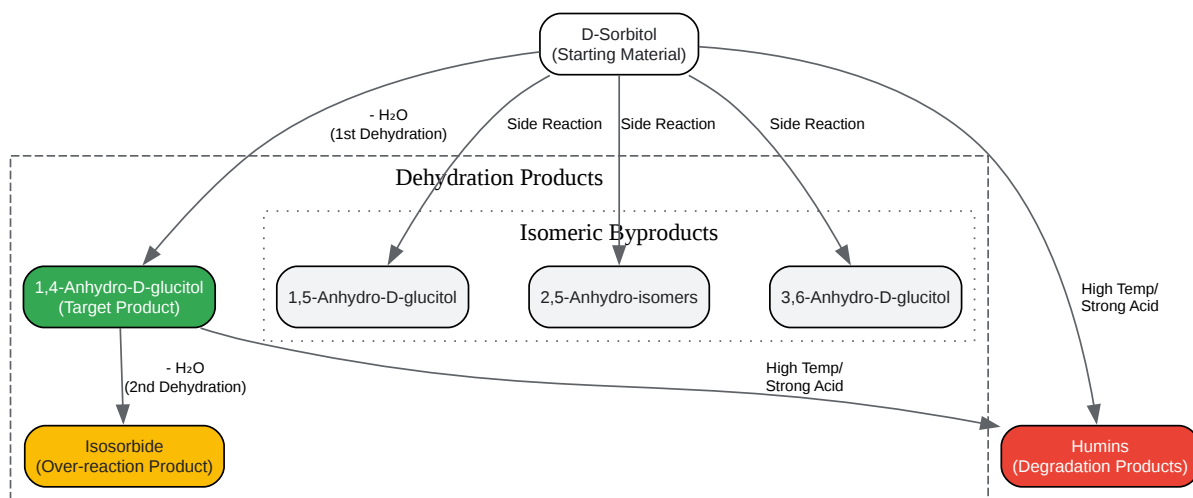 D-Sorbitol
(Starting Material)
- H₂O
(1st Dehydration)
Side Reaction
Side Reaction
Side Reaction
Dehydration Products
Isomeric Byproducts
1,4-Anhydro-D-glucitol
(Target Product)
1,5-Anhydro-D-glucitol
2,5-Anhydro-isomers
3,6-Anhydro-D-glucitol
High Temp/
Strong Acid
- H₂O
(2nd Dehydration)
High Temp/
Strong Acid
Isosorbide
(Over-reaction Product)
Humins
(Degradation Products)